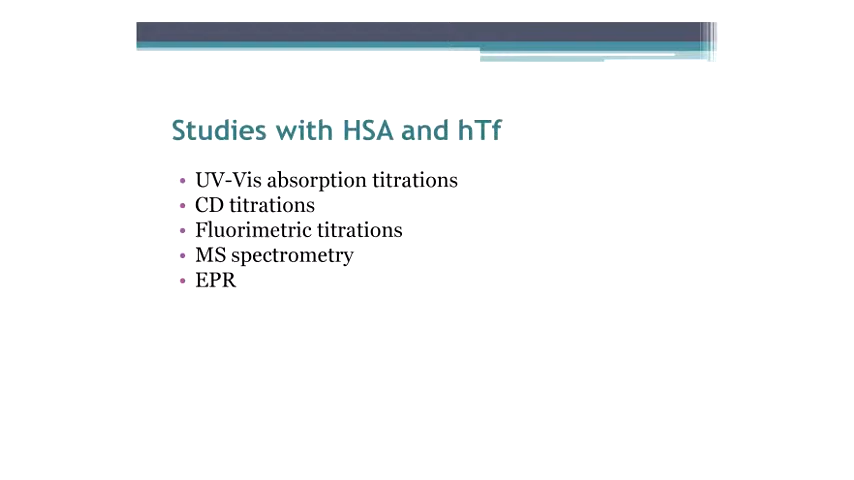 Studies with HSA and hTf
• UV-Vis absorption titrations
• CD titrations
• Fluorimetric titrations
• MS spectrometry
• EPR